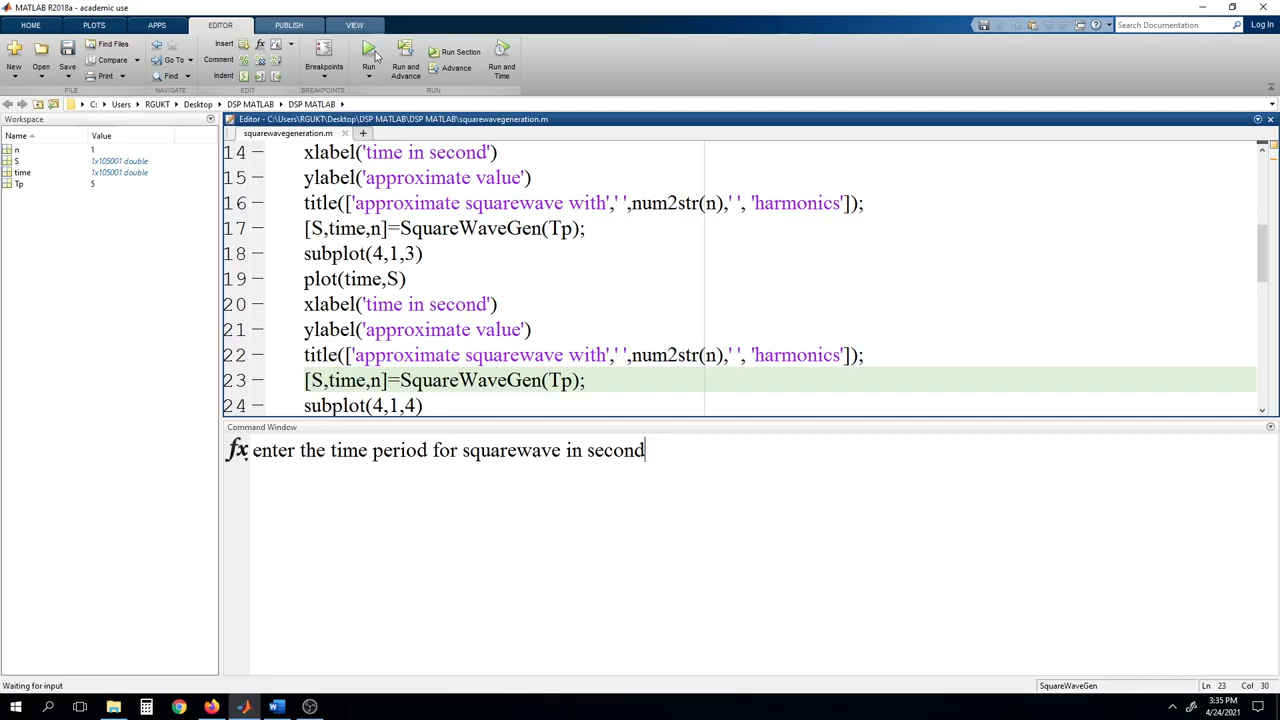 MATLAB R2018a - academic use
HOME PLOTS APPS EDITOR PUBLISH VIEW Search Documentation Log In
New Open Save Find Files Compare Print
Go To Find
Insert fx Comment Indent
Breakpoints
Run Run and Advance Run Section Advance Run and Time
FILE NAVIGATE EDIT BREAKPOINTS RUN
C: Users RGUKT Desktop DSP MATLAB DSP MATLAB
Workspace
Name Value
n 1
S 1x105001 double
time 1x105001 double
Tp 5
Editor - C:\Users\RGUKT\Desktop\DSP MATLAB\DSP MATLAB\squarewavegeneration.m
squarewavegeneration.m
14 – xlabel('time in second')
15 – ylabel('approximate value')
16 – title(['approximate squarewave with',' ',num2str(n),' ', 'harmonics']);
17 – [S,time,n]=SquareWaveGen(Tp);
18 – subplot(4,1,3)
19 – plot(time,S)
20 – xlabel('time in second')
21 – ylabel('approximate value')
22 – title(['approximate squarewave with',' ',num2str(n),' ', 'harmonics']);
23 – [S,time,n]=SquareWaveGen(Tp);
24 – subplot(4,1,4)
Command Window
fx enter the time period for squarewave in second
Waiting for input SquareWaveGen Ln 23 Col 30
3:35 PM
4/24/2021